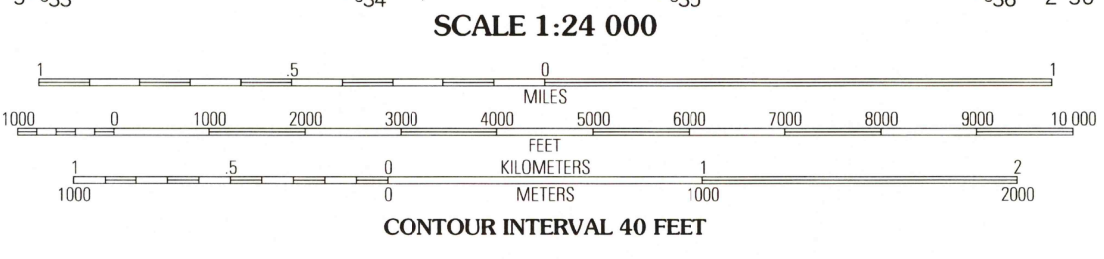 SCALE 1:24 000
1 .5 0 1
MILES
1000 0 1000 2000 3000 4000 5000 6000 7000 8000 9000 10 000
FEET
1 .5 0 KILOMETERS 1 2
1000 0 METERS 1000 2000
CONTOUR INTERVAL 40 FEET